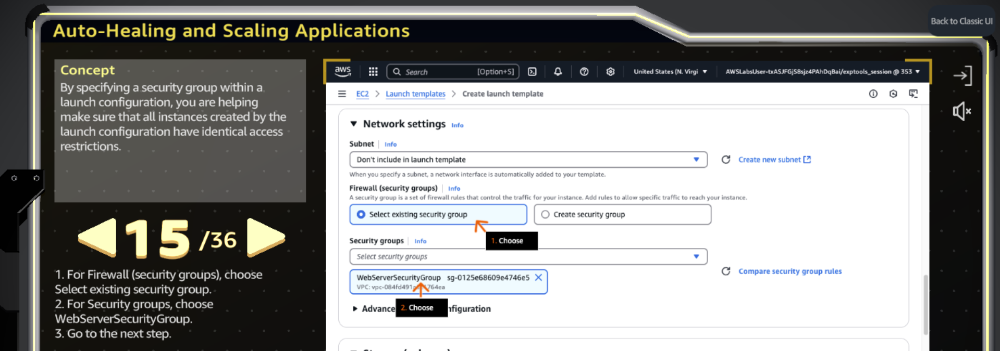 Back to Classic UI
Auto-Healing and Scaling Applications
Concept
By specifying a security group within a
launch configuration, you are helping
make sure that all instances created by the
launch configuration have identical access
restrictions.
15 /36
1. For Firewall (security groups), choose
Select existing security group.
2. For Security groups, choose
WebServerSecurityGroup.
3. Go to the next step.
aws
Search [Option+S]
United States (N. Virgi
AWSLabsUser-txASJFGjS8sjz4PAhDqBai/exptools_session @ 353
EC2 > Launch templates > Create launch template
Network settings Info
Subnet Info
Don't include in launch template
Create new subnet
When you specify a subnet, a network interface is automatically added to your template.
Firewall (security groups) Info
A security group is a set of firewall rules that control the traffic for your instance. Add rules to allow specific traffic to reach your instance.
Select existing security group
Create security group
1. Choose
Security groups Info
Select security groups
WebServerSecurityGroup sg-0125e68609e4746e5
Compare security group rules
VPC:
2. Choose